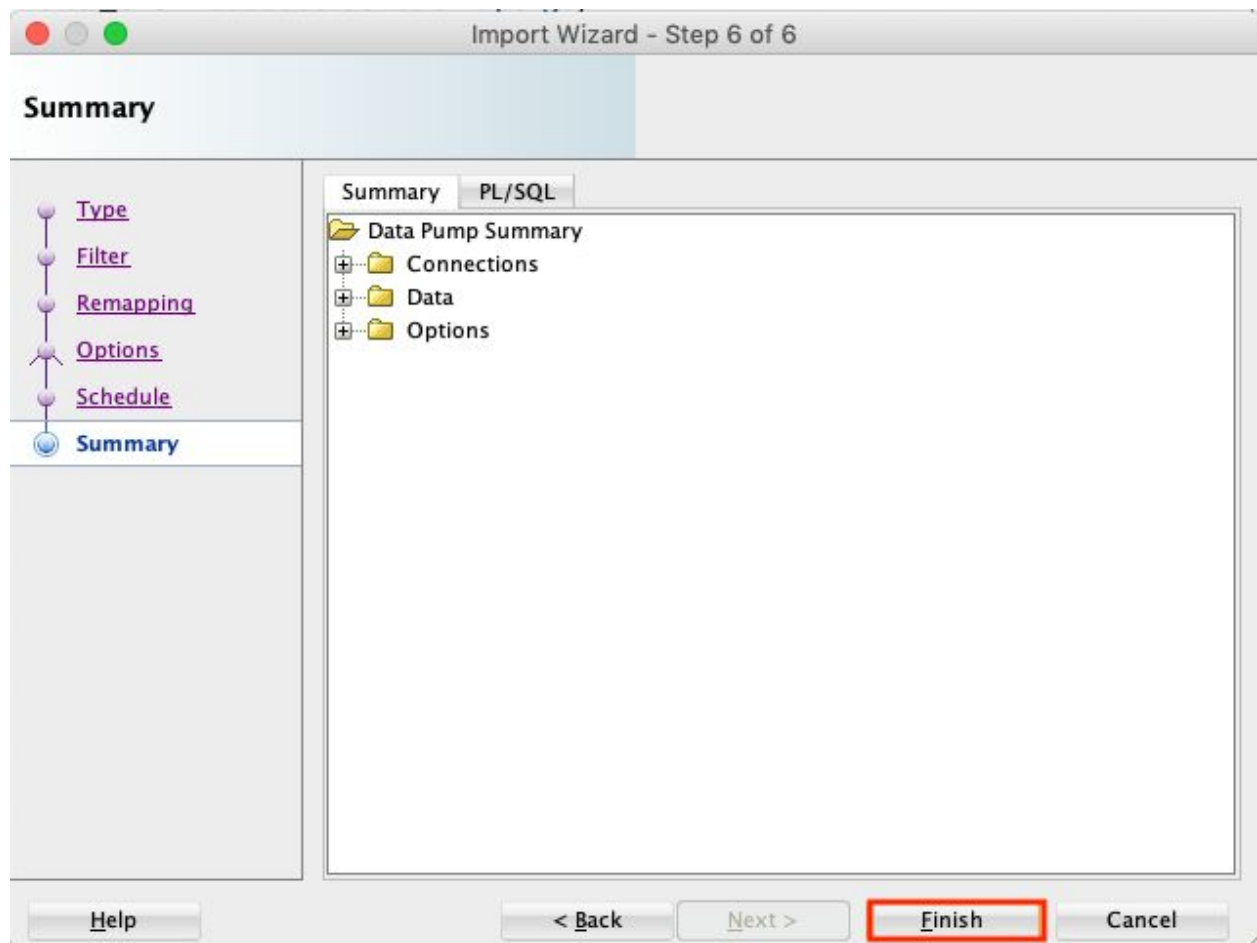 Import Wizard - Step 6 of 6
Summary
Type
Filter
Remapping
Options
Schedule
Summary
Summary PL/SQL
Data Pump Summary
Connections
Data
Options
Help < Back Next > Finish Cancel